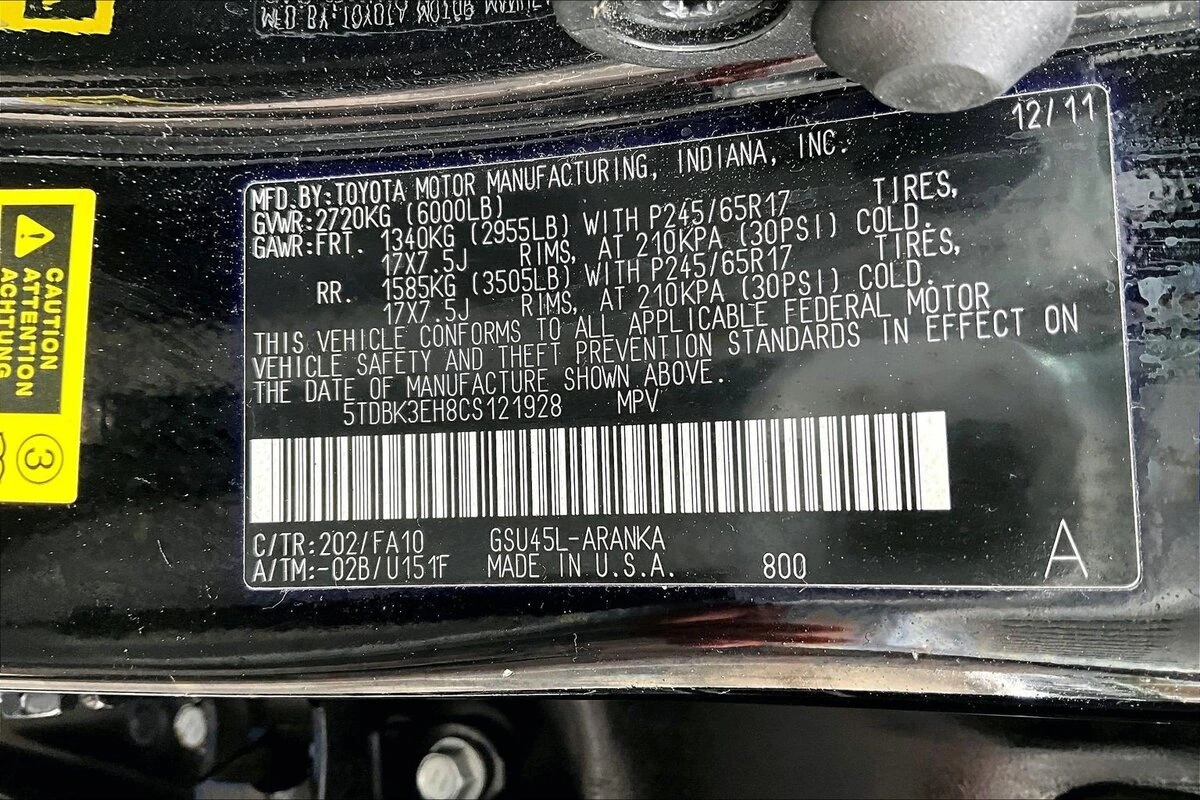 12/11
MFD.BY:TOYOTA MOTOR MANUFACTURING, INDIANA, INC.
GVWR:2720KG (6000LB)
GAWR:FRT. 1340KG (2955LB) WITH P245/65R17 TIRES,
17X7.5J RIMS, AT 210KPA (30PSI) COLD.
RR. 1585KG (3505LB) WITH P245/65R17 TIRES,
17X7.5J RIMS, AT 210KPA (30PSI) COLD.
THIS VEHICLE CONFORMS TO ALL APPLICABLE FEDERAL MOTOR
VEHICLE SAFETY AND THEFT PREVENTION STANDARDS IN EFFECT ON
THE DATE OF MANUFACTURE SHOWN ABOVE.
5TDBK3EH8CS121928 MPV
C/TR:202/FA10 GSU45L-ARANKA
A/TM:-02B/U151F MADE IN U.S.A. 800
A
CAUTION
ATTENTION
ACHTUNG
3